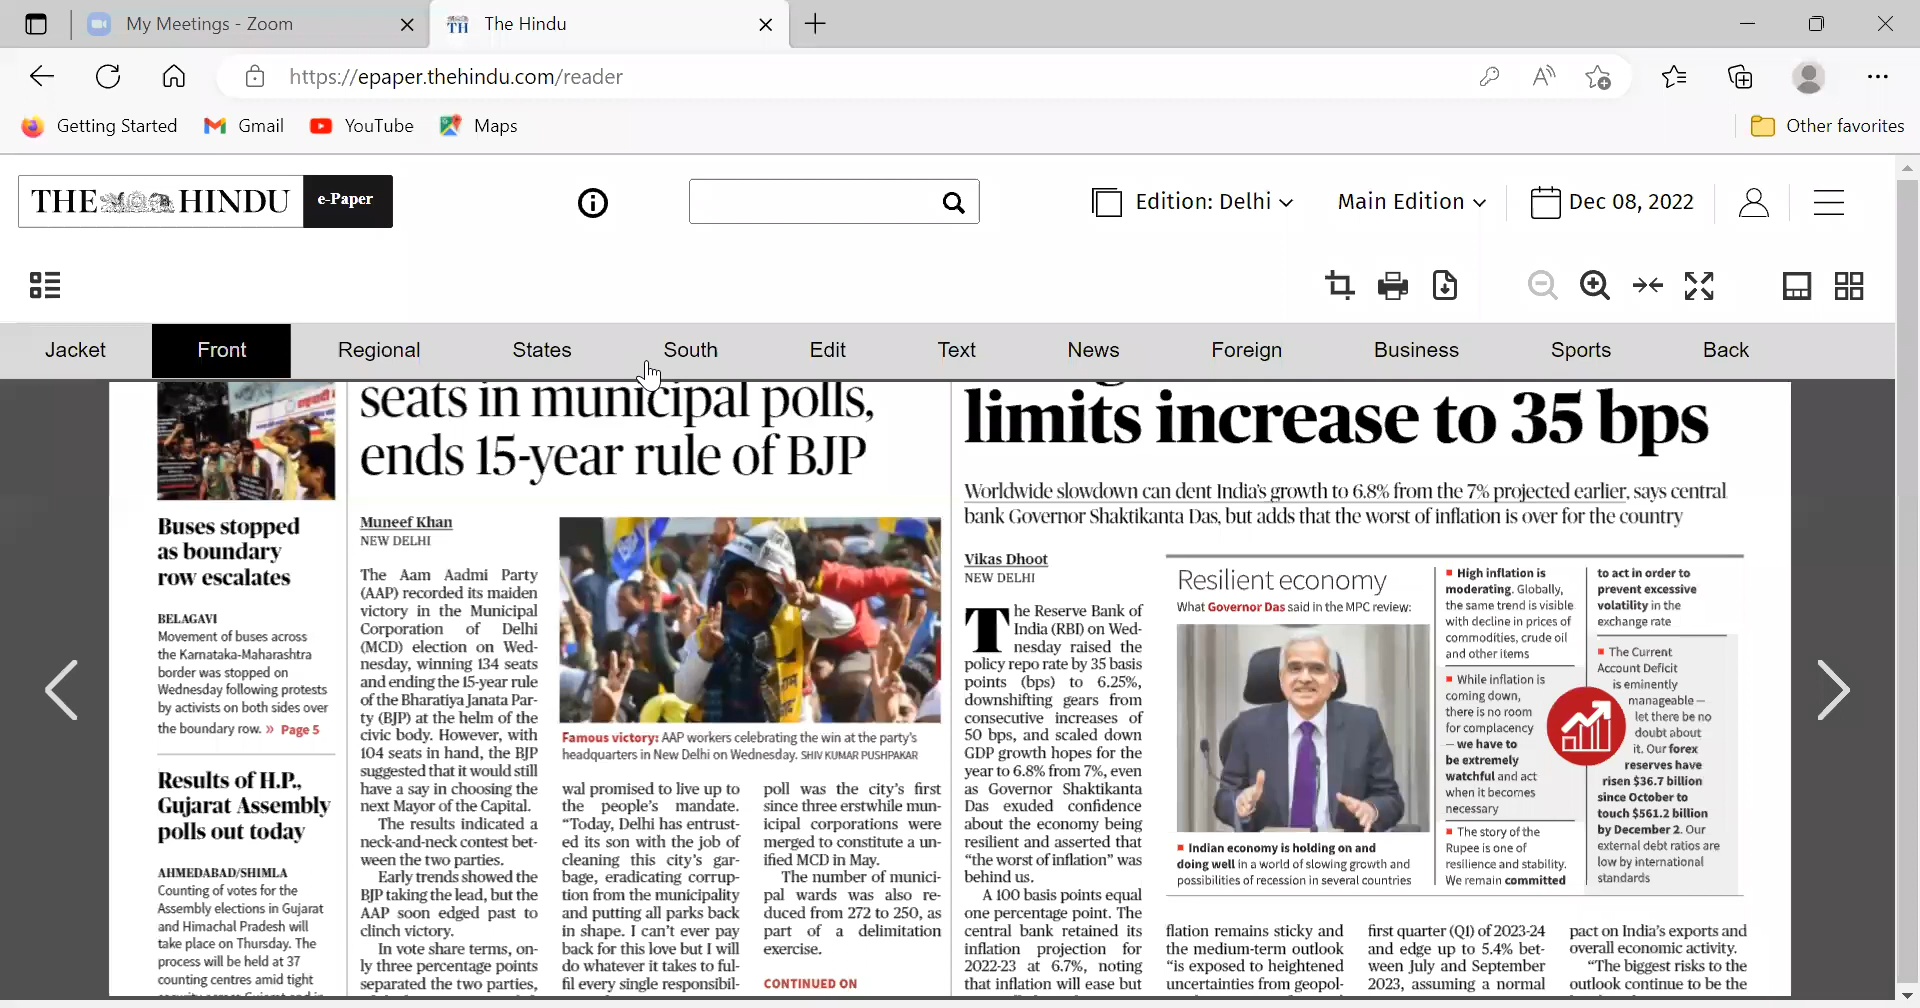 My Meetings - Zoom
The Hindu
https://epaper.thehindu.com/reader
Getting Started
Gmail
YouTube
Maps
Other favorites
THE HINDU
e-Paper
Edition: Delhi
Main Edition
Dec 08, 2022
Jacket
Front
Regional
States
South
Edit
Text
News
Foreign
Business
Sports
Back
Buses stopped
as boundary
row escalates
BELAGAVI
Movement of buses across
the Karnataka-Maharashtra
border was stopped on
Wednesday following protests
by activists on both sides over
the boundary row. » Page 5
Results of H.P.,
Gujarat Assembly
polls out today
AHMEDABAD/SHIMLA
Counting of votes for the
Assembly elections in Gujarat
and Himachal Pradesh will
take place on Thursday. The
process will be held at 37
counting centres amid tight
seats in municipal polls,
ends 15-year rule of BJP
Muneef Khan
NEW DELHI
The Aam Aadmi Party
(AAP) recorded its maiden
victory in the Municipal
Corporation of Delhi
(MCD) election on Wed-
nesday, winning 134 seats
and ending the 15-year rule
of the Bharatiya Janata Par-
ty (BJP) at the helm of the
civic body. However, with
104 seats in hand, the BJP
suggested that it would still
have a say in choosing the
next Mayor of the Capital.
The results indicated a
neck-and-neck contest bet-
ween the two parties.
Early trends showed the
BJP taking the lead, but the
AAP soon edged past to
clinch victory.
In vote share terms, on-
ly three percentage points
separated the two parties,
Famous victory: AAP workers celebrating the win at the party's
headquarters in New Delhi on Wednesday. SHIV KUMAR PUSHPAKAR
wal promised to live up to
the people's mandate.
“Today, Delhi has entrust-
ed its son with the job of
cleaning this city's gar-
bage, eradicating corrup-
tion from the municipality
and putting all parks back
in shape. I can't ever pay
back for this love but I will
do whatever it takes to ful-
fil every single responsibil-
poll was the city's first
since three erstwhile mun-
icipal corporations were
merged to constitute a un-
ified MCD in May.
The number of munici-
pal wards was also re-
duced from 272 to 250, as
part of a delimitation
exercise.
CONTINUED ON
limits increase to 35 bps
Worldwide slowdown can dent India's growth to 6.8% from the 7% projected earlier, says central
bank Governor Shaktikanta Das, but adds that the worst of inflation is over for the country
Vikas Dhoot
NEW DELHI
The Reserve Bank of
India (RBI) on Wed-
nesday raised the
policy repo rate by 35 basis
points (bps) to 6.25%,
downshifting gears from
consecutive increases of
50 bps, and scaled down
GDP growth hopes for the
year to 6.8% from 7%, even
as Governor Shaktikanta
Das exuded confidence
about the economy being
resilient and asserted that
“the worst of inflation” was
behind us.
A 100 basis points equal
one percentage point. The
central bank retained its
inflation projection for
2022-23 at 6.7%, noting
that inflation will ease but
Resilient economy
What Governor Das said in the MPC review:
Indian economy is holding on and
doing well in a world of slowing growth and
possibilities of recession in several countries
High inflation is
moderating. Globally,
the same trend is visible
with decline in prices of
commodities, crude oil
and other items
While inflation is
coming down,
there is no room
for complacency
— we have to
be extremely
watchful and act
when it becomes
necessary
The story of the
Rupee is one of
resilience and stability.
We remain committed
to act in order to
prevent excessive
volatility in the
exchange rate
The Current
Account Deficit
is eminently
manageable —
let there be no
doubt about
it. Our forex
reserves have
risen $36.7 billion
since October to
touch $561.2 billion
by December 2. Our
external debt ratios are
low by international
standards
flation remains sticky and
the medium-term outlook
“is exposed to heightened
uncertainties from geopol-
first quarter (Q1) of 2023-24
and edge up to 5.4% bet-
ween July and September
2023, assuming a normal
pact on India's exports and
overall economic activity.
“The biggest risks to the
outlook continue to be the